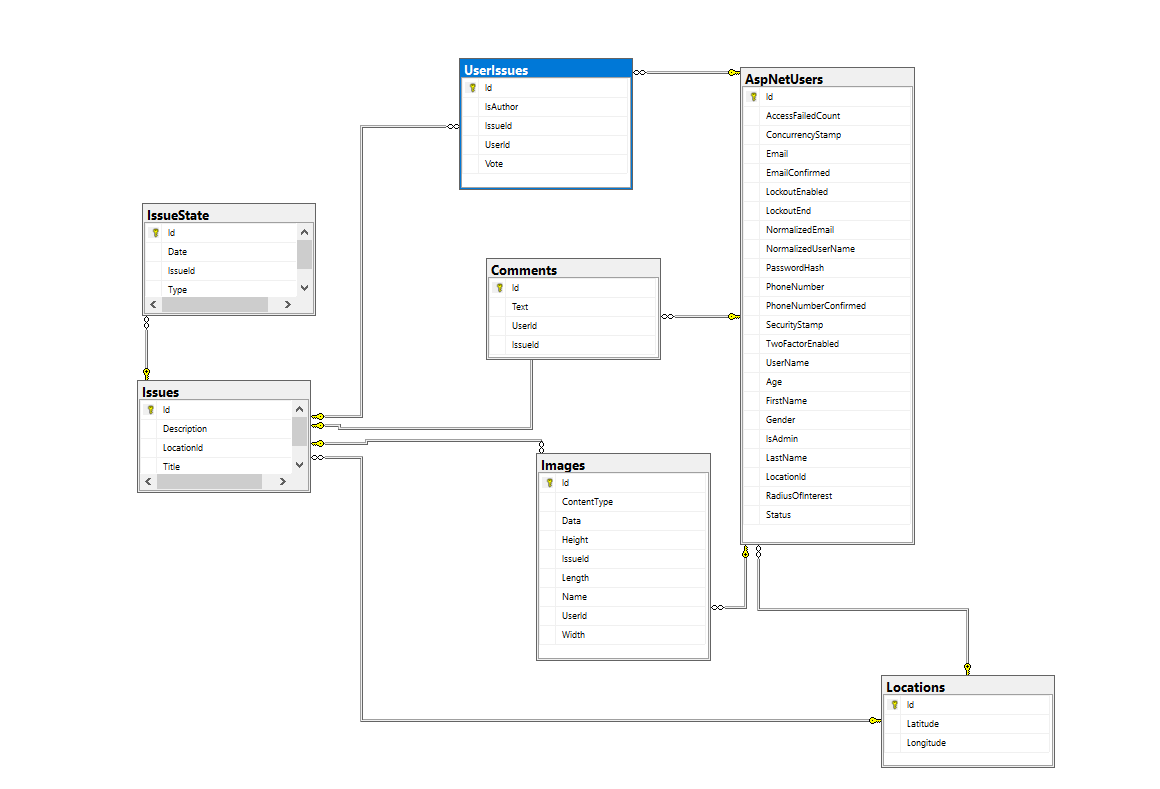 UserIssues
Id
IsAuthor
IssueId
UserId
Vote
AspNetUsers
Id
AccessFailedCount
ConcurrencyStamp
Email
EmailConfirmed
LockoutEnabled
LockoutEnd
NormalizedEmail
NormalizedUserName
PasswordHash
PhoneNumber
PhoneNumberConfirmed
SecurityStamp
TwoFactorEnabled
UserName
Age
FirstName
Gender
IsAdmin
LastName
LocationId
RadiusOfInterest
Status
IssueState
Id
Date
IssueId
Type
Comments
Id
Text
UserId
IssueId
Issues
Id
Description
LocationId
Title
Images
Id
ContentType
Data
Height
IssueId
Length
Name
UserId
Width
Locations
Id
Latitude
Longitude